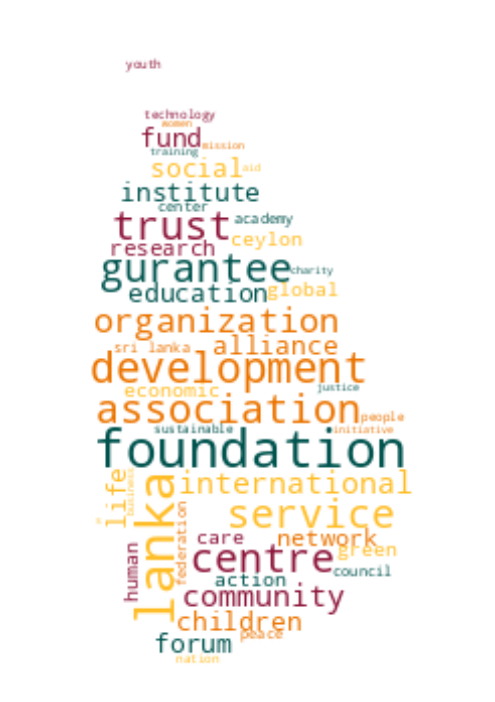 youth
technology
women
fund mission
training
social aid
institute
center
trust academy
research ceylon
gurantee charity
education global
organization
sri lanka alliance
development
economic justice
association people
sustainable initiative
foundation
life business lanka international
service
human federation care network
centre green
action council
community
children
forum peace
nation